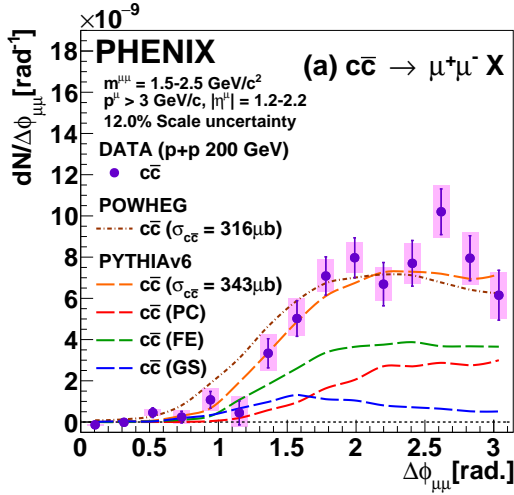 ×10⁻⁹
PHENIX
(a) cc̄ → μ⁺μ⁻ X
m^μμ = 1.5-2.5 GeV/c²
p^μ > 3 GeV/c, |η^μ| = 1.2-2.2
12.0% Scale uncertainty
DATA (p+p 200 GeV)
cc̄
POWHEG
cc̄ (σ_cc̄ = 316μb)
PYTHIAv6
cc̄ (σ_cc̄ = 343μb)
cc̄ (PC)
cc̄ (FE)
cc̄ (GS)
dN/Δϕ_μμ [rad⁻¹]
18
16
14
12
10
8
6
4
2
0
0 0.5 1 1.5 2 2.5 3
Δϕ_μμ [rad.]